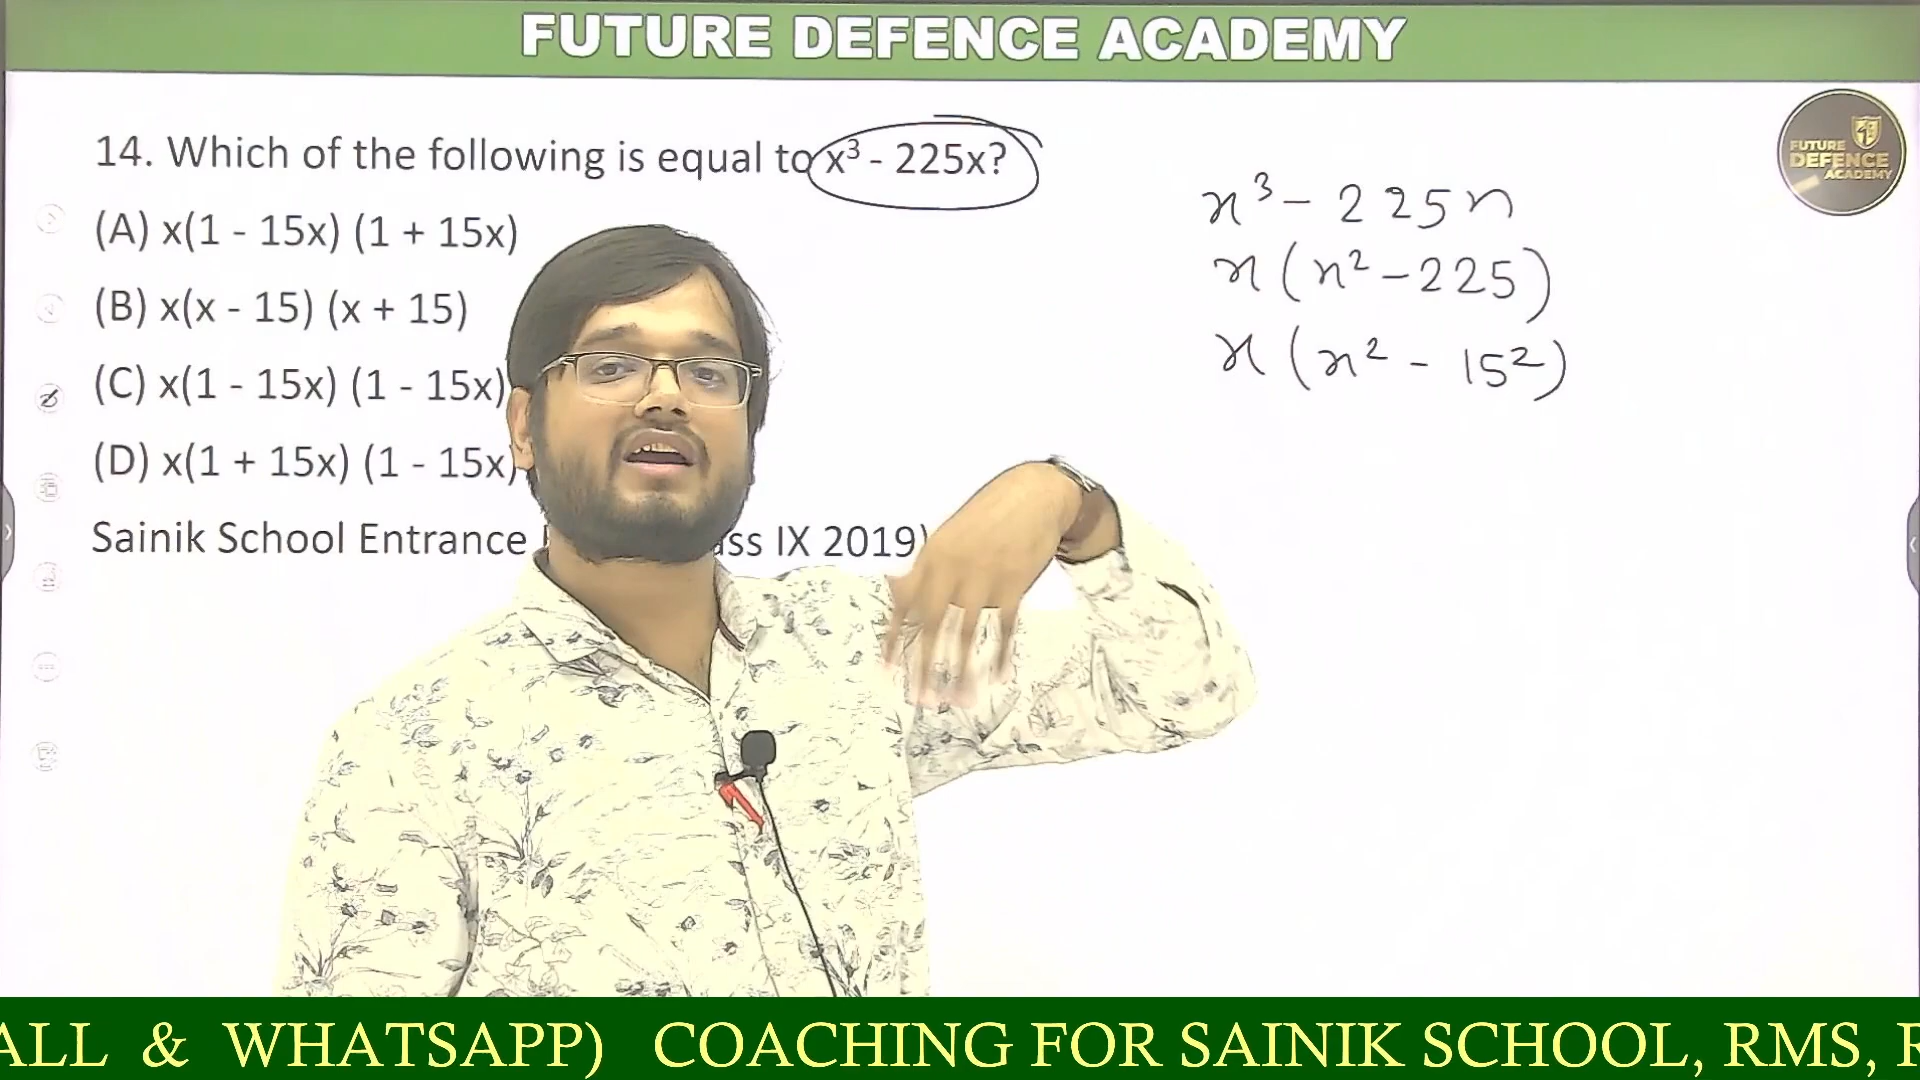 FUTURE DEFENCE ACADEMY
14. Which of the following is equal to x³ - 225x?
(A) x(1 - 15x) (1 + 15x)
(B) x(x - 15) (x + 15)
(C) x(1 - 15x) (1 - 15x)
(D) x(1 + 15x) (1 - 15x)
Sainik School Entrance IX 2019)
x³ - 225x
x (x² - 225)
x (x² - 15²)
FUTURE
DEFENCE
ACADEMY
& WHATSAPP) COACHING FOR SAINIK SCHOOL, RMS,